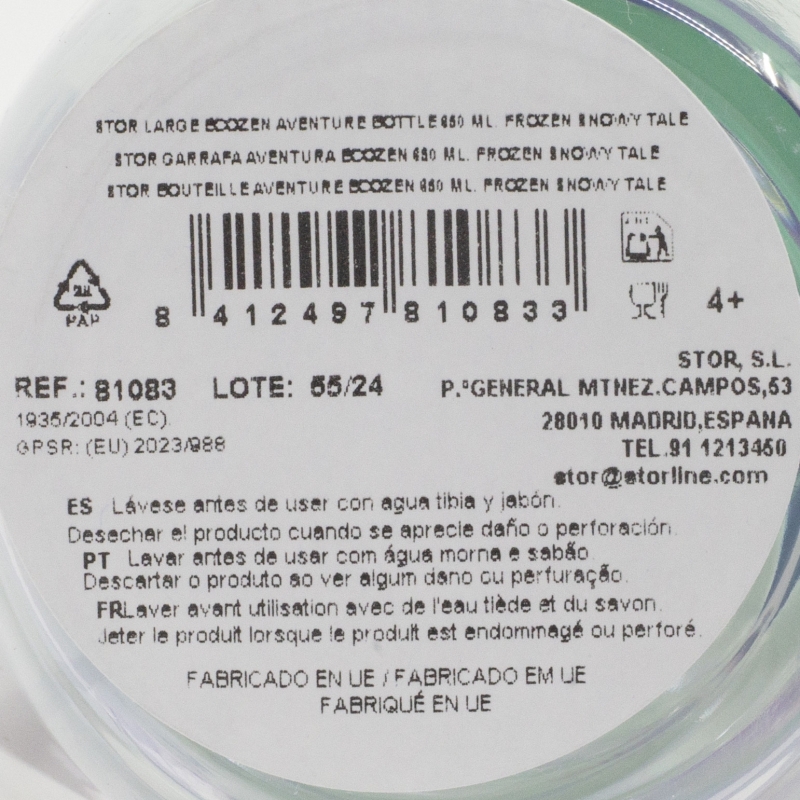 STOR LARGE ECOZEN AVENTURE BOTTLE 650 ML. FROZEN SNOWY TALE
STOR GARRAFA AVENTURA ECOZEN 650 ML. FROZEN SNOWY TALE
STOR BOUTEILLE AVENTURE ECOZEN 650 ML. FROZEN SNOWY TALE
8 412497 810833
PAP
4+
REF.: 81083 LOTE: 55/24
1935/2004 (EC).
GPSR: (EU) 2023/988
STOR, S.L.
P.ºGENERAL MTNEZ.CAMPOS,53
28010 MADRID,ESPANA
TEL.91 1213450
stor@storline.com
ES Lávese antes de usar con agua tibia y jabón.
Desechar el producto cuando se aprecie daño o perforación.
PT Lavar antes de usar com água morna e sabão
Descartar o produto ao ver algum dano ou perfuração.
FRLaver avant utilisation avec de l'eau tiède et du savon.
Jeter le produit lorsque le produit est endommagé ou perforé.
FABRICADO EN UE / FABRICADO EM UE
FABRIQUÉ EN UE